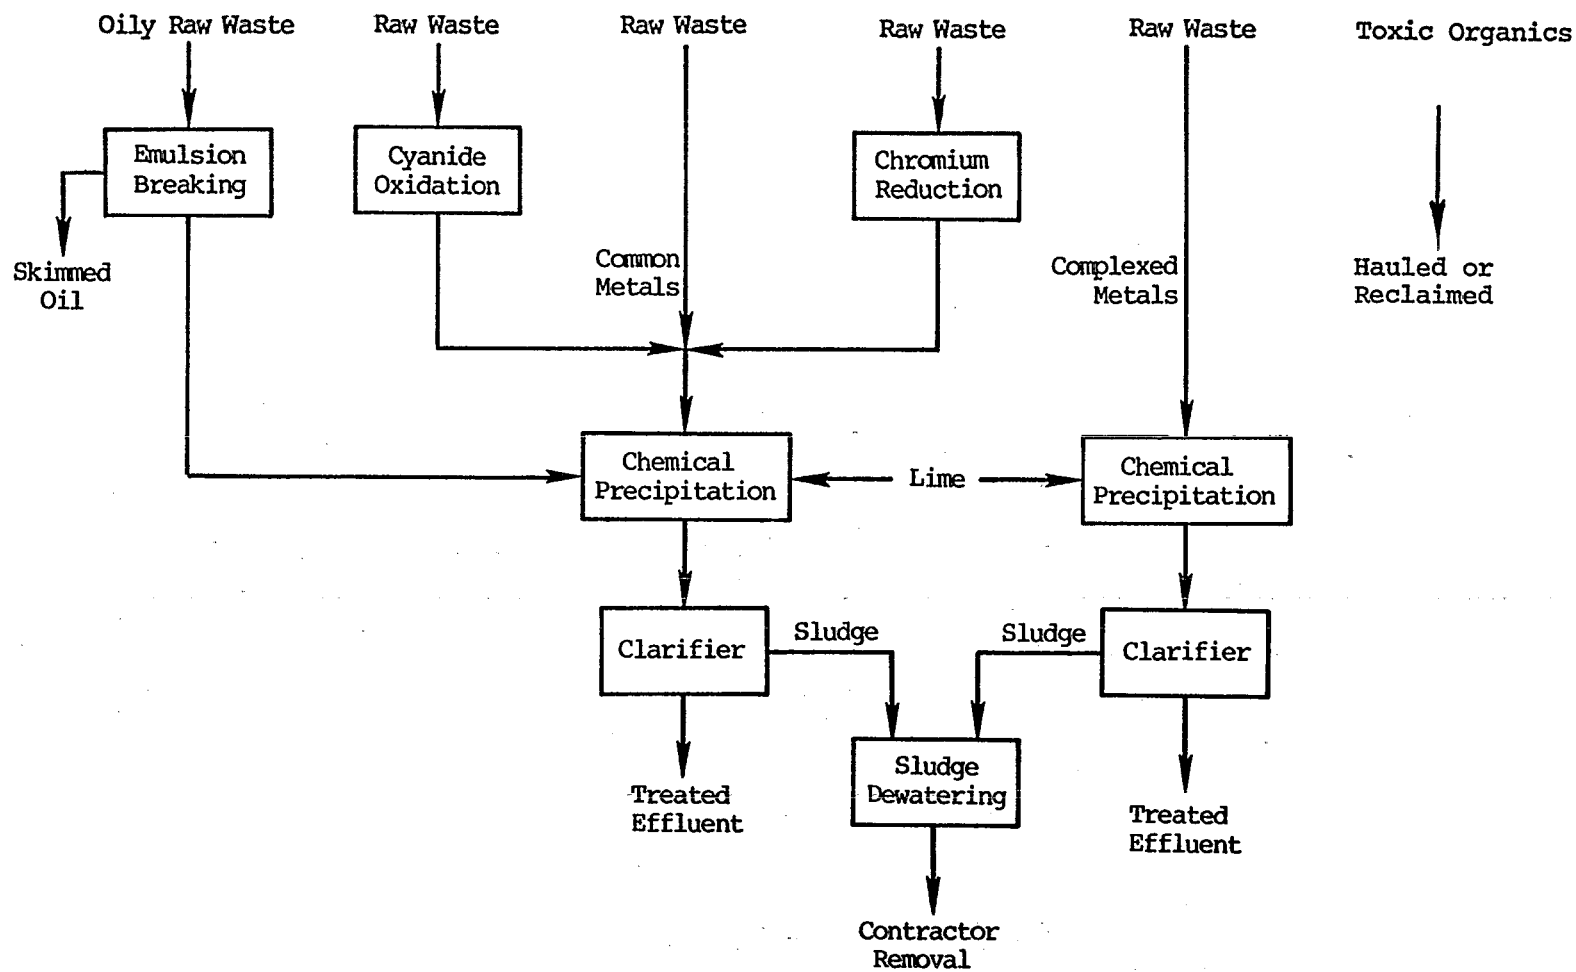 Oily Raw Waste
Raw Waste
Raw Waste
Raw Waste
Raw Waste
Toxic Organics
Emulsion
Breaking
Cyanide
Oxidation
Chromium
Reduction
Skimmed
Oil
Common
Metals
Complexed
Metals
Hauled or
Reclaimed
Chemical
Precipitation
Lime
Chemical
Precipitation
Clarifier
Sludge
Sludge
Clarifier
Sludge
Dewatering
Treated
Effluent
Treated
Effluent
Contractor
Removal